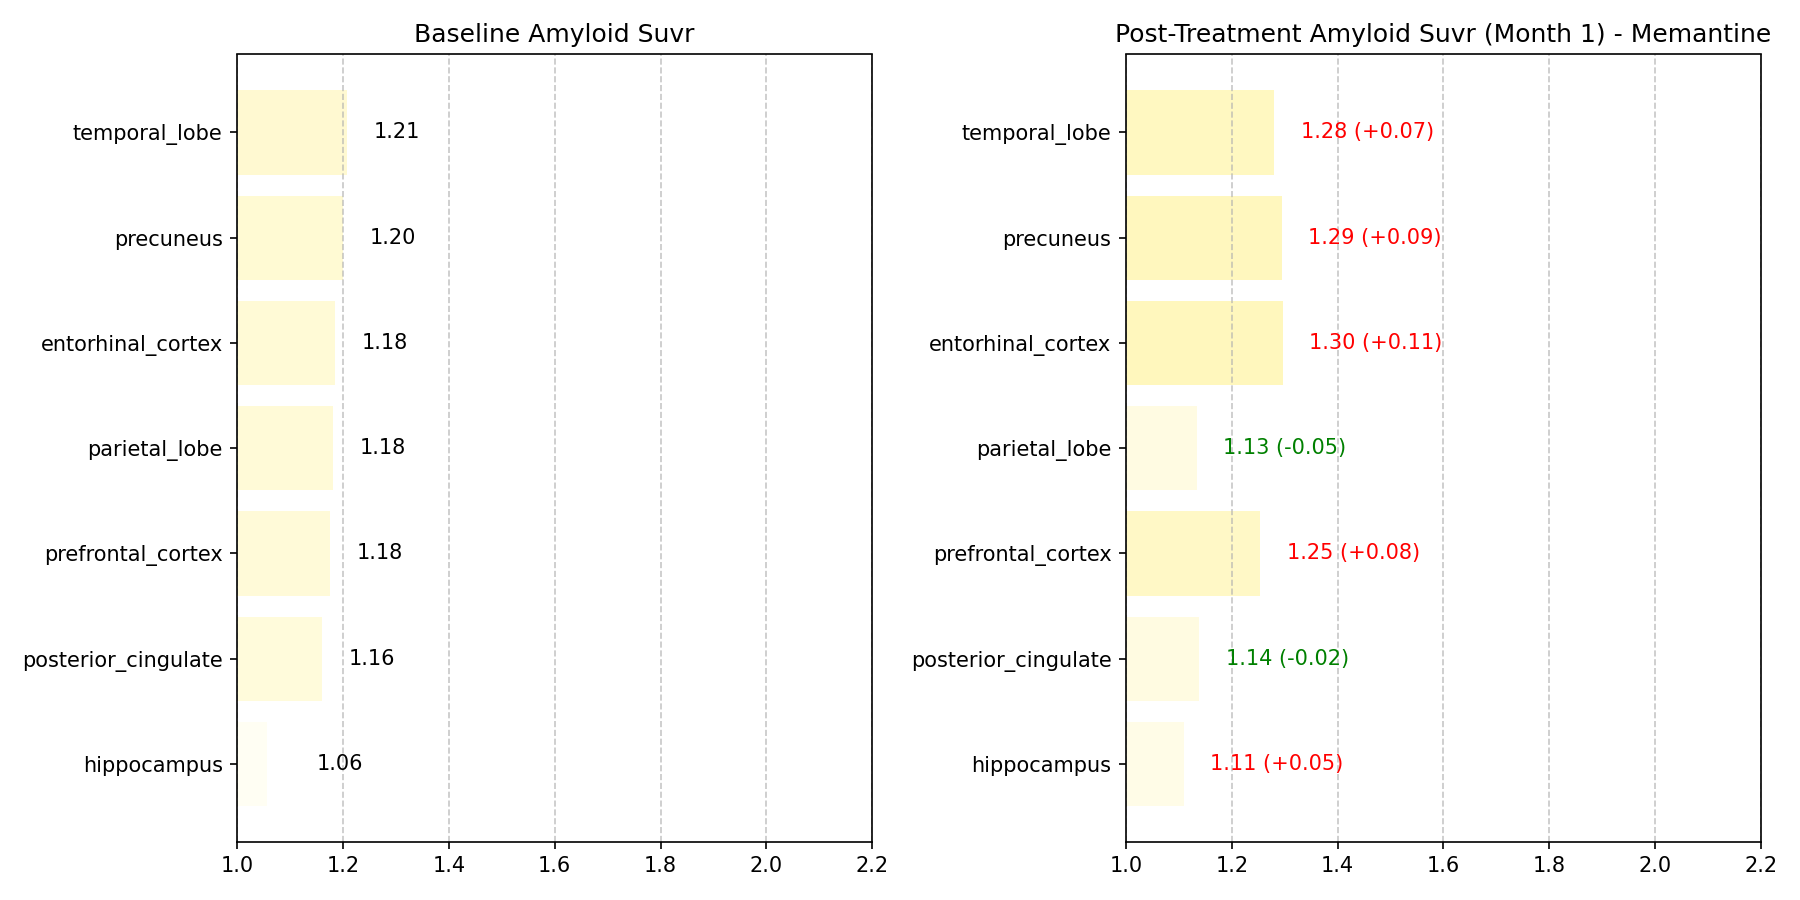 Baseline Amyloid Suvr
temporal_lobe
1.21
precuneus
1.20
entorhinal_cortex
1.18
parietal_lobe
1.18
prefrontal_cortex
1.18
posterior_cingulate
1.16
hippocampus
1.06
1.0 1.2 1.4 1.6 1.8 2.0 2.2
Post-Treatment Amyloid Suvr (Month 1) - Memantine
temporal_lobe
1.28 (+0.07)
precuneus
1.29 (+0.09)
entorhinal_cortex
1.30 (+0.11)
parietal_lobe
1.13 (-0.05)
prefrontal_cortex
1.25 (+0.08)
posterior_cingulate
1.14 (-0.02)
hippocampus
1.11 (+0.05)
1.0 1.2 1.4 1.6 1.8 2.0 2.2